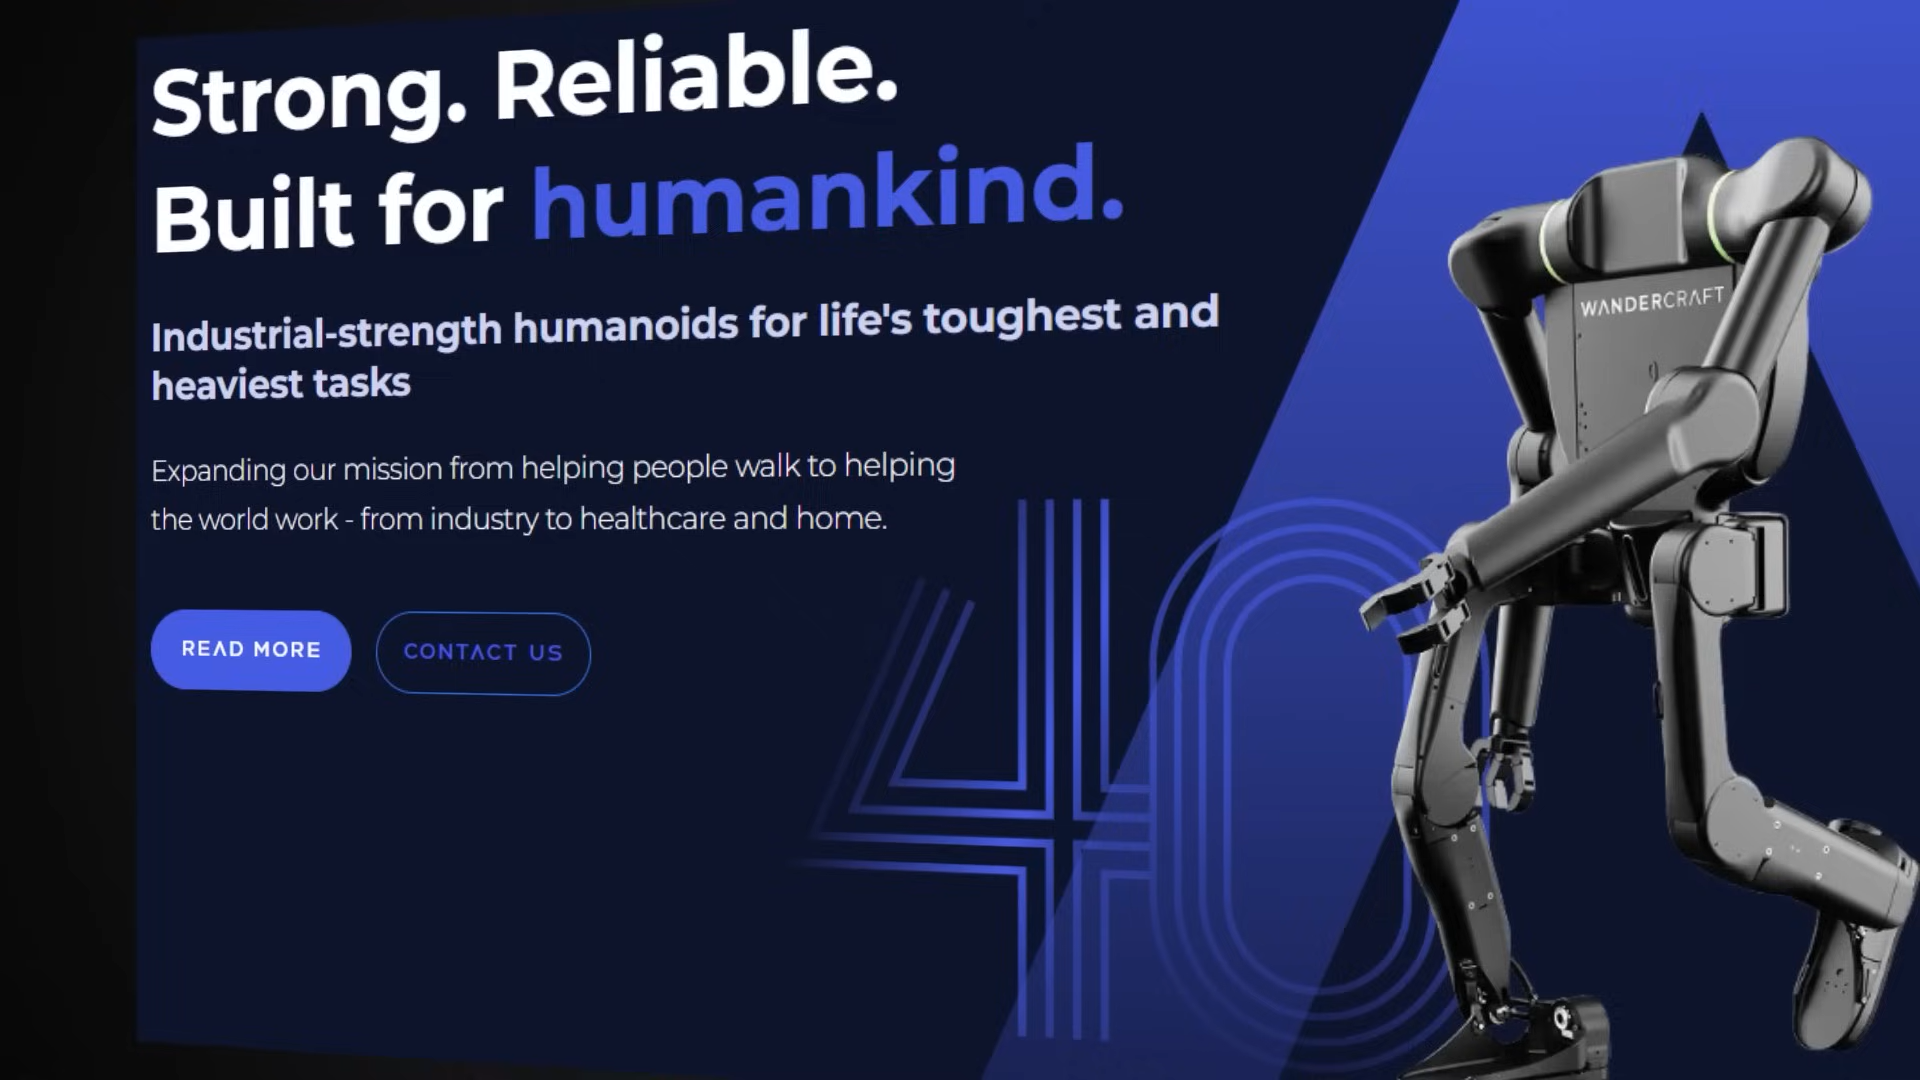 Strong. Reliable.
Built for humankind.
Industrial-strength humanoids for life's toughest and
heaviest tasks
Expanding our mission from helping people walk to helping
the world work - from industry to healthcare and home.
READ MORE
CONTACT US
40
WANDERCRAFT